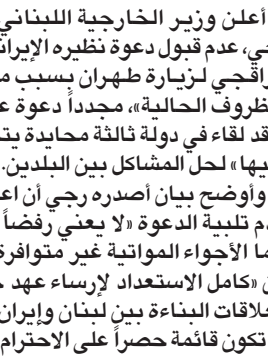 أعلن وزير الخارجية اللبناني
جي، عدم قبول دعوة نظيره الإيراني
راقجي لزيارة طهران بسبب ما
لظروف الحالية»، مجدداً دعوة
قد لقاء في دولة ثالثة محايدة
يها» لحل المشاكل بين البلدين.
وأوضح بيان أصدره رجي أن
م تلبية الدعوة «لا يعني رفضاً
ما الأجواء المواتية غير متوافرة
«كامل الاستعداد لإرساء عهد
علاقات البناءة بين لبنان وإيران
تكون قائمة حصراً على الاحترام